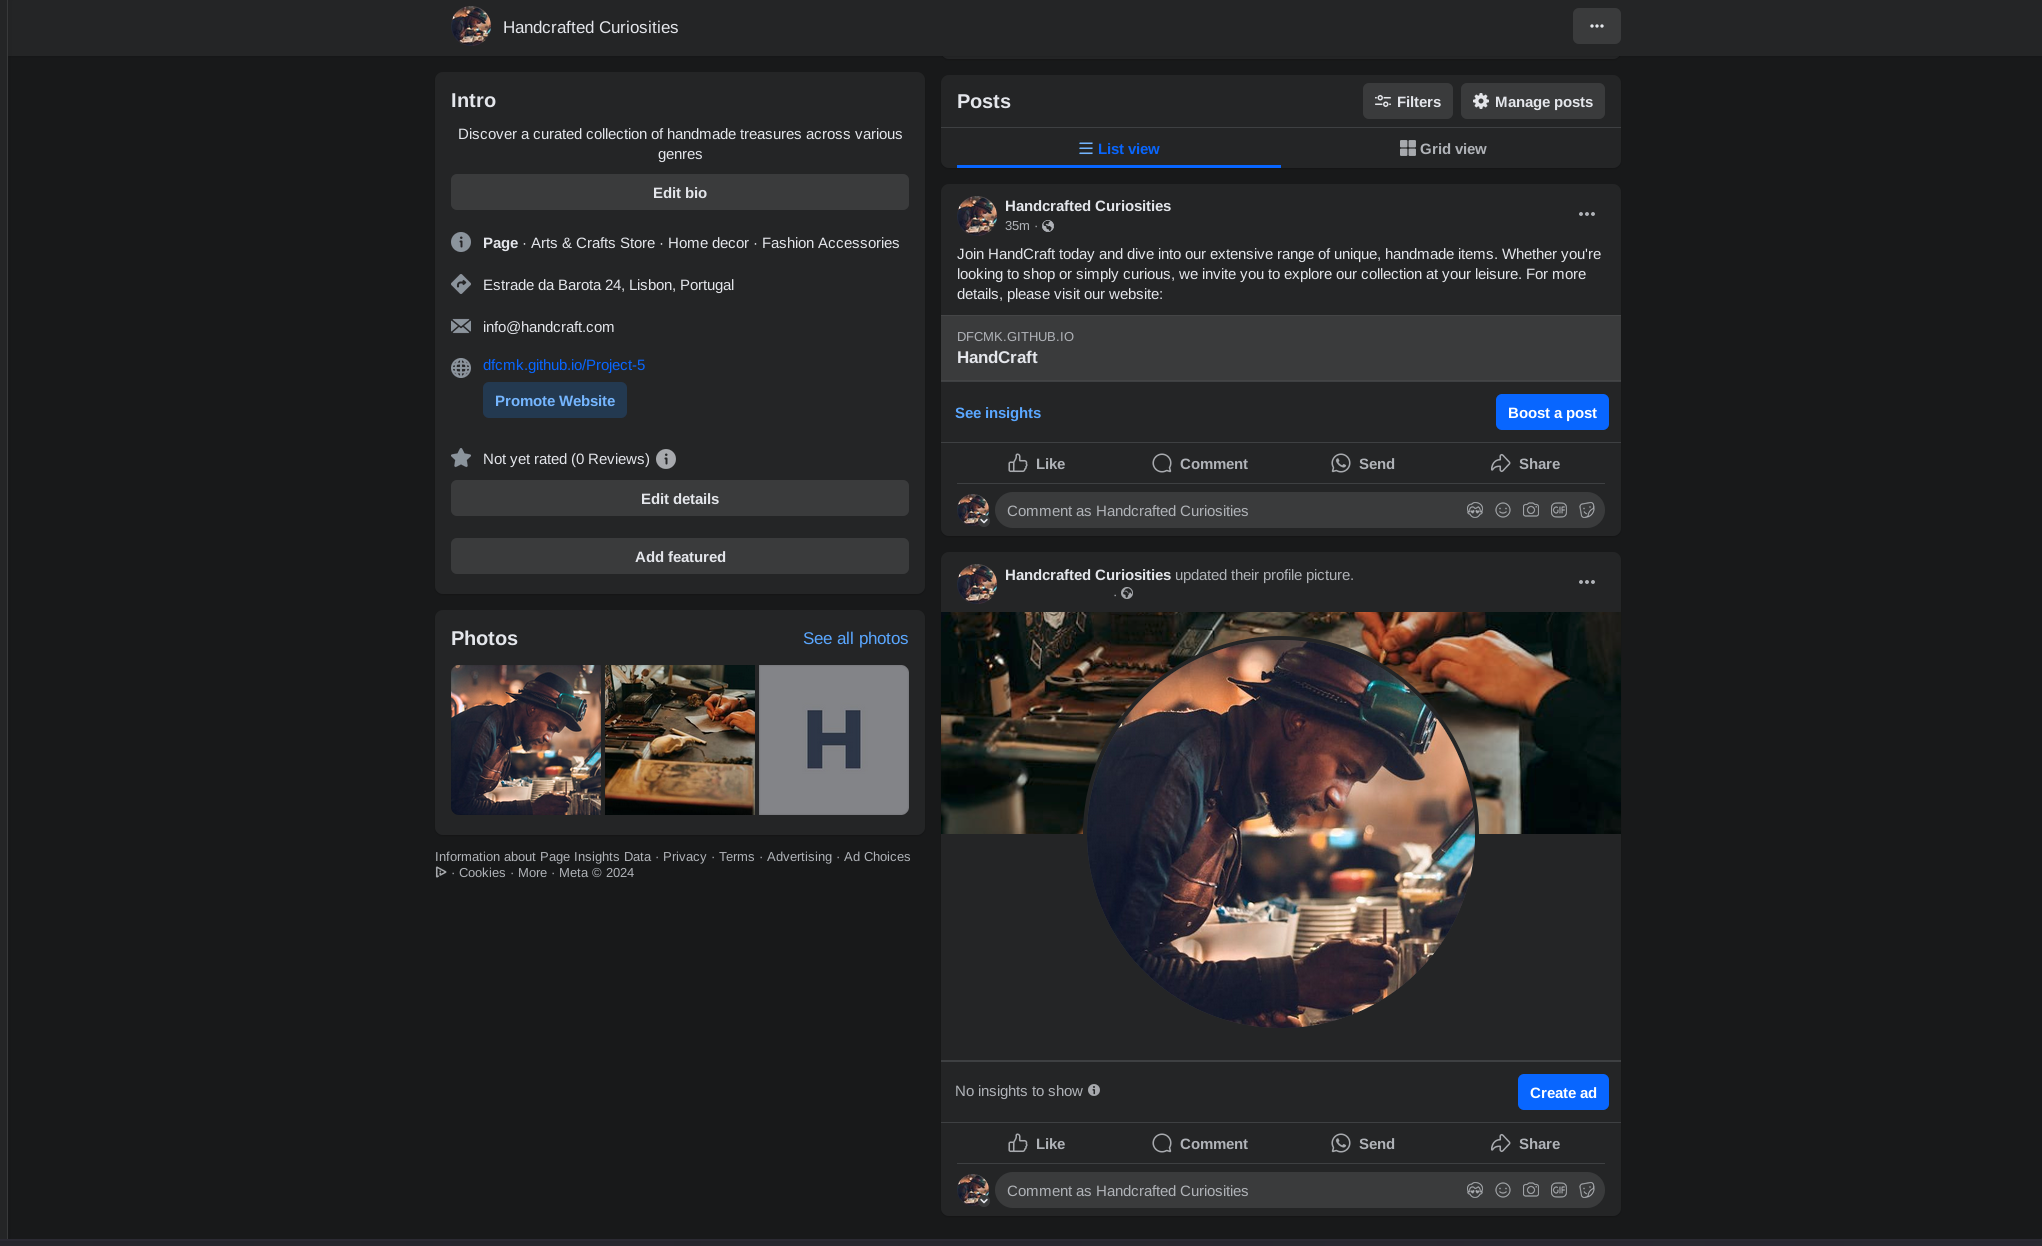 Handcrafted Curiosities
Intro
Discover a curated collection of handmade treasures across various
genres
Edit bio
Page · Arts & Crafts Store · Home decor · Fashion Accessories
Estrade da Barota 24, Lisbon, Portugal
info@handcraft.com
dfcmk.github.io/Project-5
Promote Website
Not yet rated (0 Reviews)
Edit details
Add featured
Photos
See all photos
H
Information about Page Insights Data · Privacy · Terms · Advertising · Ad Choices
· Cookies · More · Meta © 2024
Posts
Filters
Manage posts
List view
Grid view
Handcrafted Curiosities
35m ·
Join HandCraft today and dive into our extensive range of unique, handmade items. Whether you're
looking to shop or simply curious, we invite you to explore our collection at your leisure. For more
details, please visit our website:
DFCMK.GITHUB.IO
HandCraft
See insights
Boost a post
Like
Comment
Send
Share
Comment as Handcrafted Curiosities
GIF
Handcrafted Curiosities updated their profile picture.
·
No insights to show
Create ad
Like
Comment
Send
Share
Comment as Handcrafted Curiosities
GIF